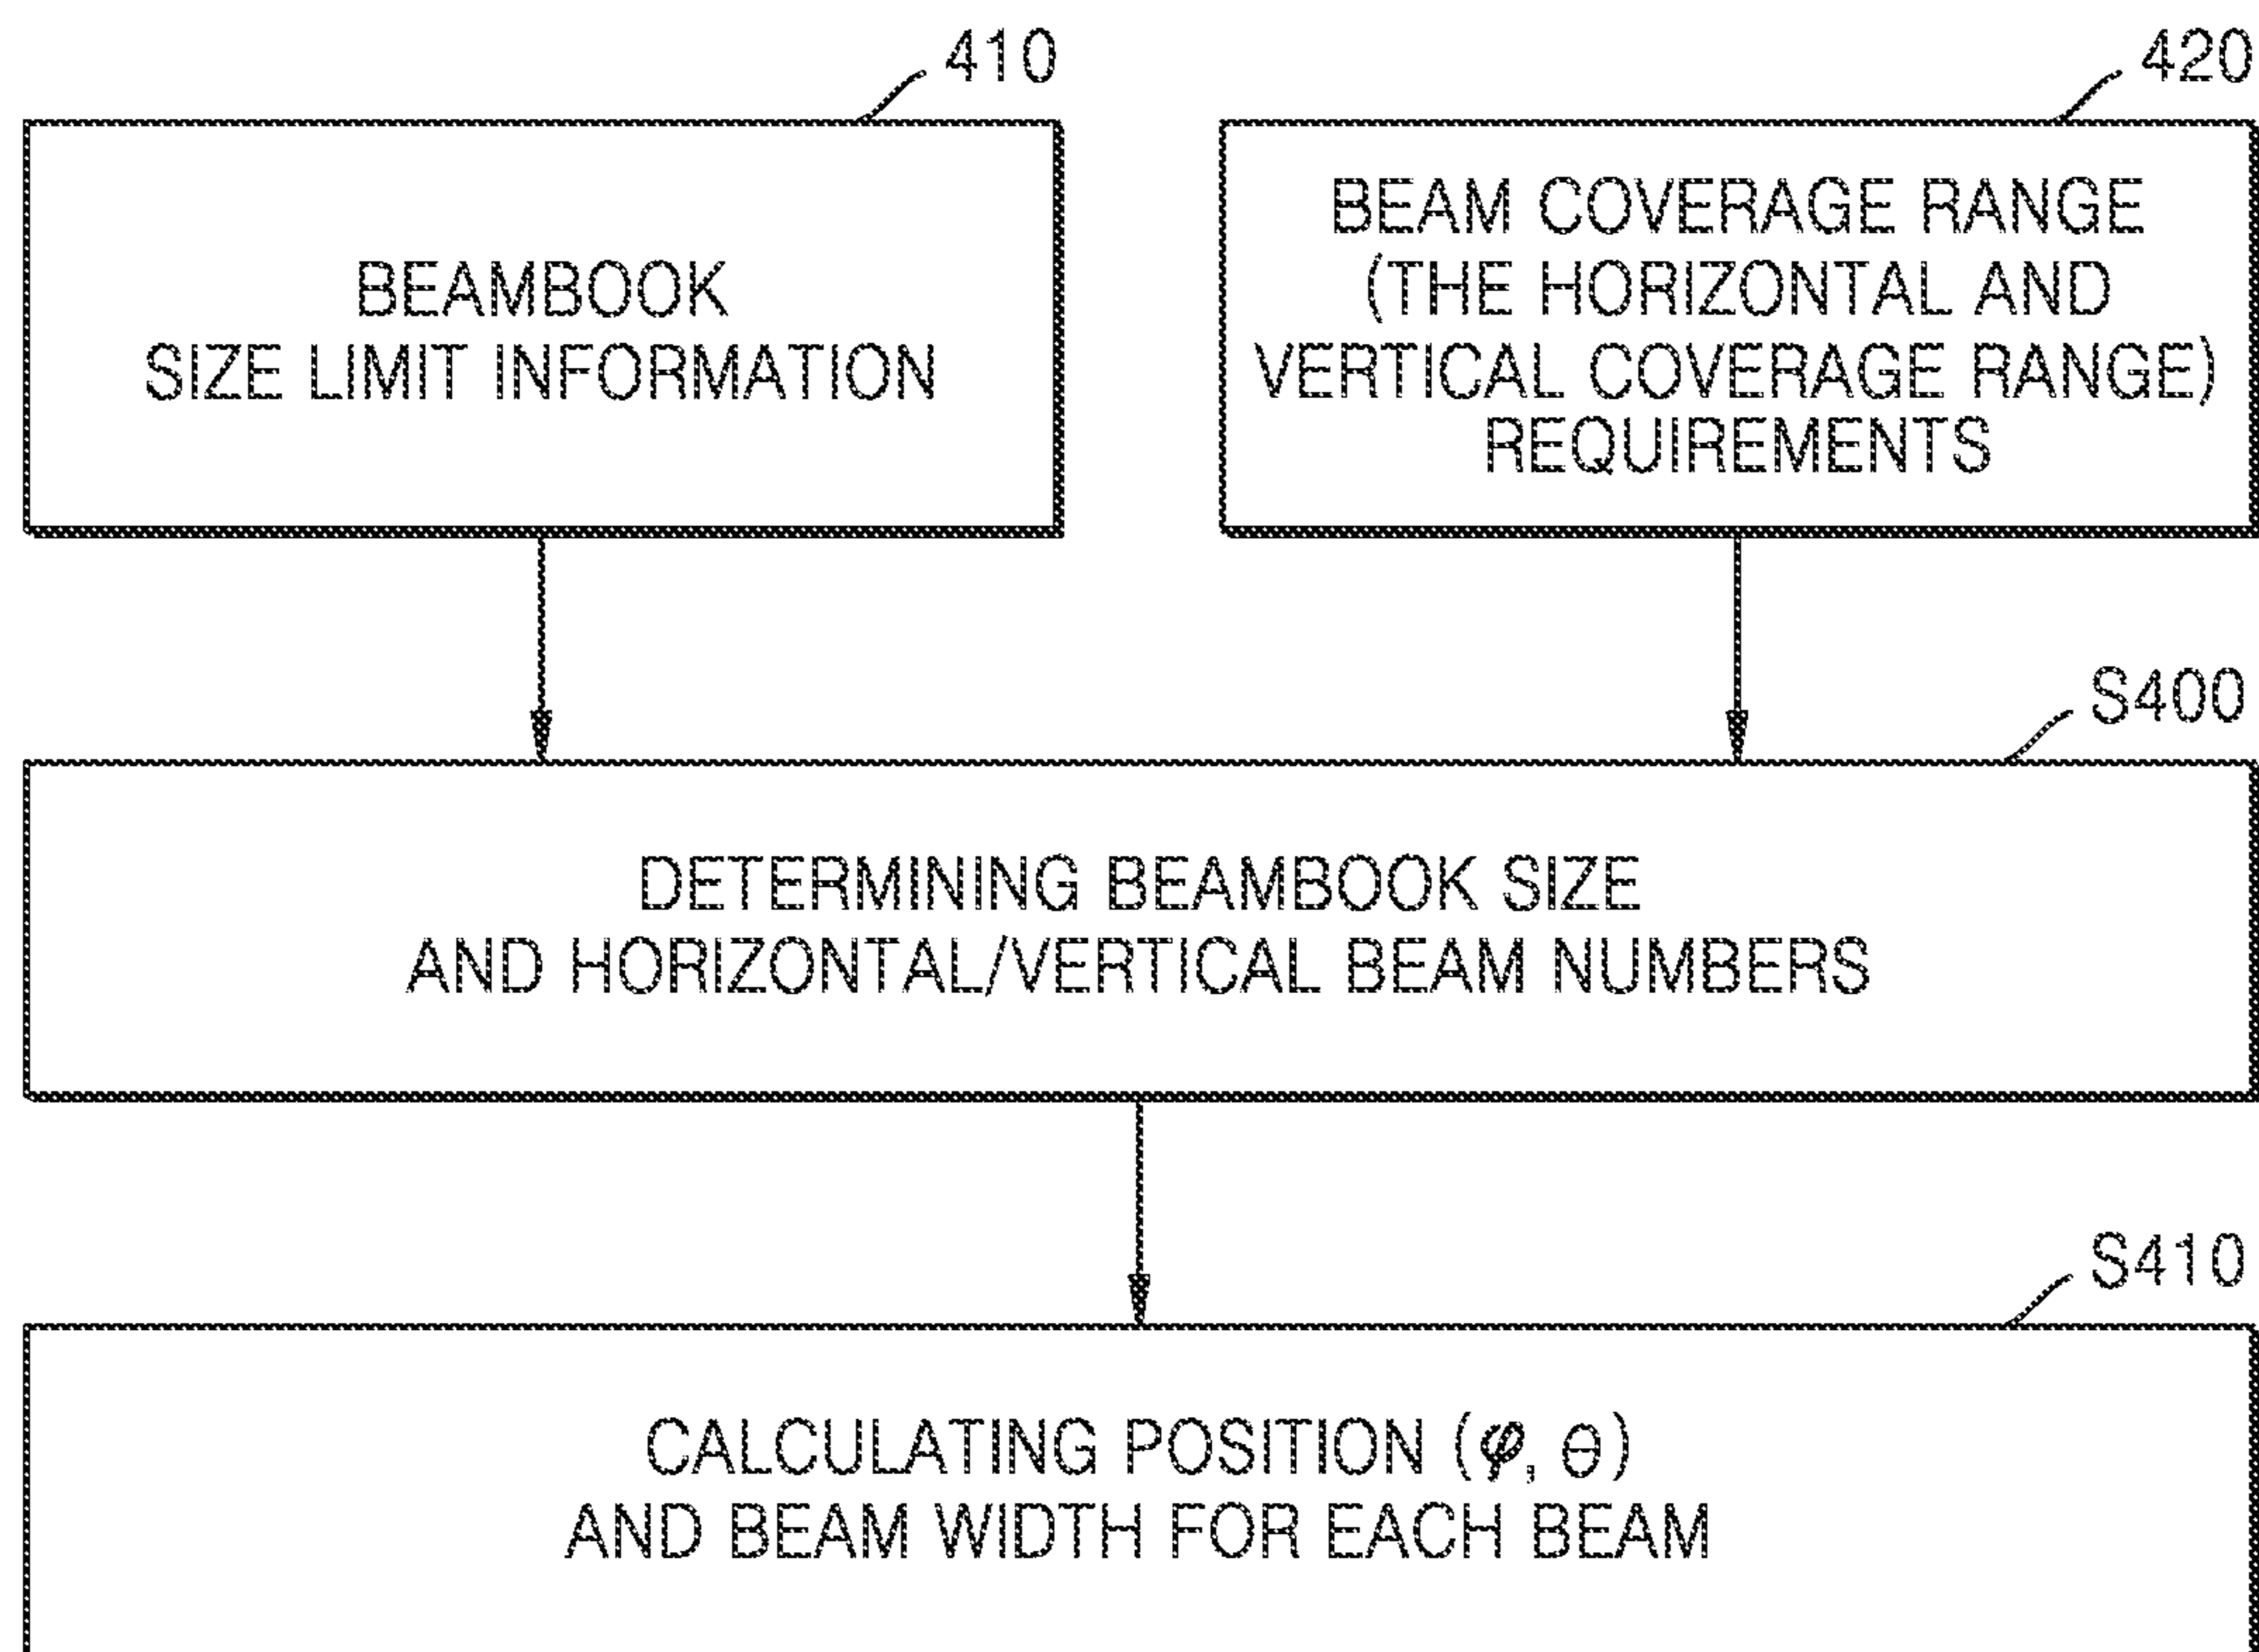 410
BEAMBOOK
SIZE LIMIT INFORMATION
420
BEAM COVERAGE RANGE
(THE HORIZONTAL AND
VERTICAL COVERAGE RANGE)
REQUIREMENTS
S400
DETERMINING BEAMBOOK SIZE
AND HORIZONTAL/VERTICAL BEAM NUMBERS
S410
CALCULATING POSITION (φ, θ)
AND BEAM WIDTH FOR EACH BEAM